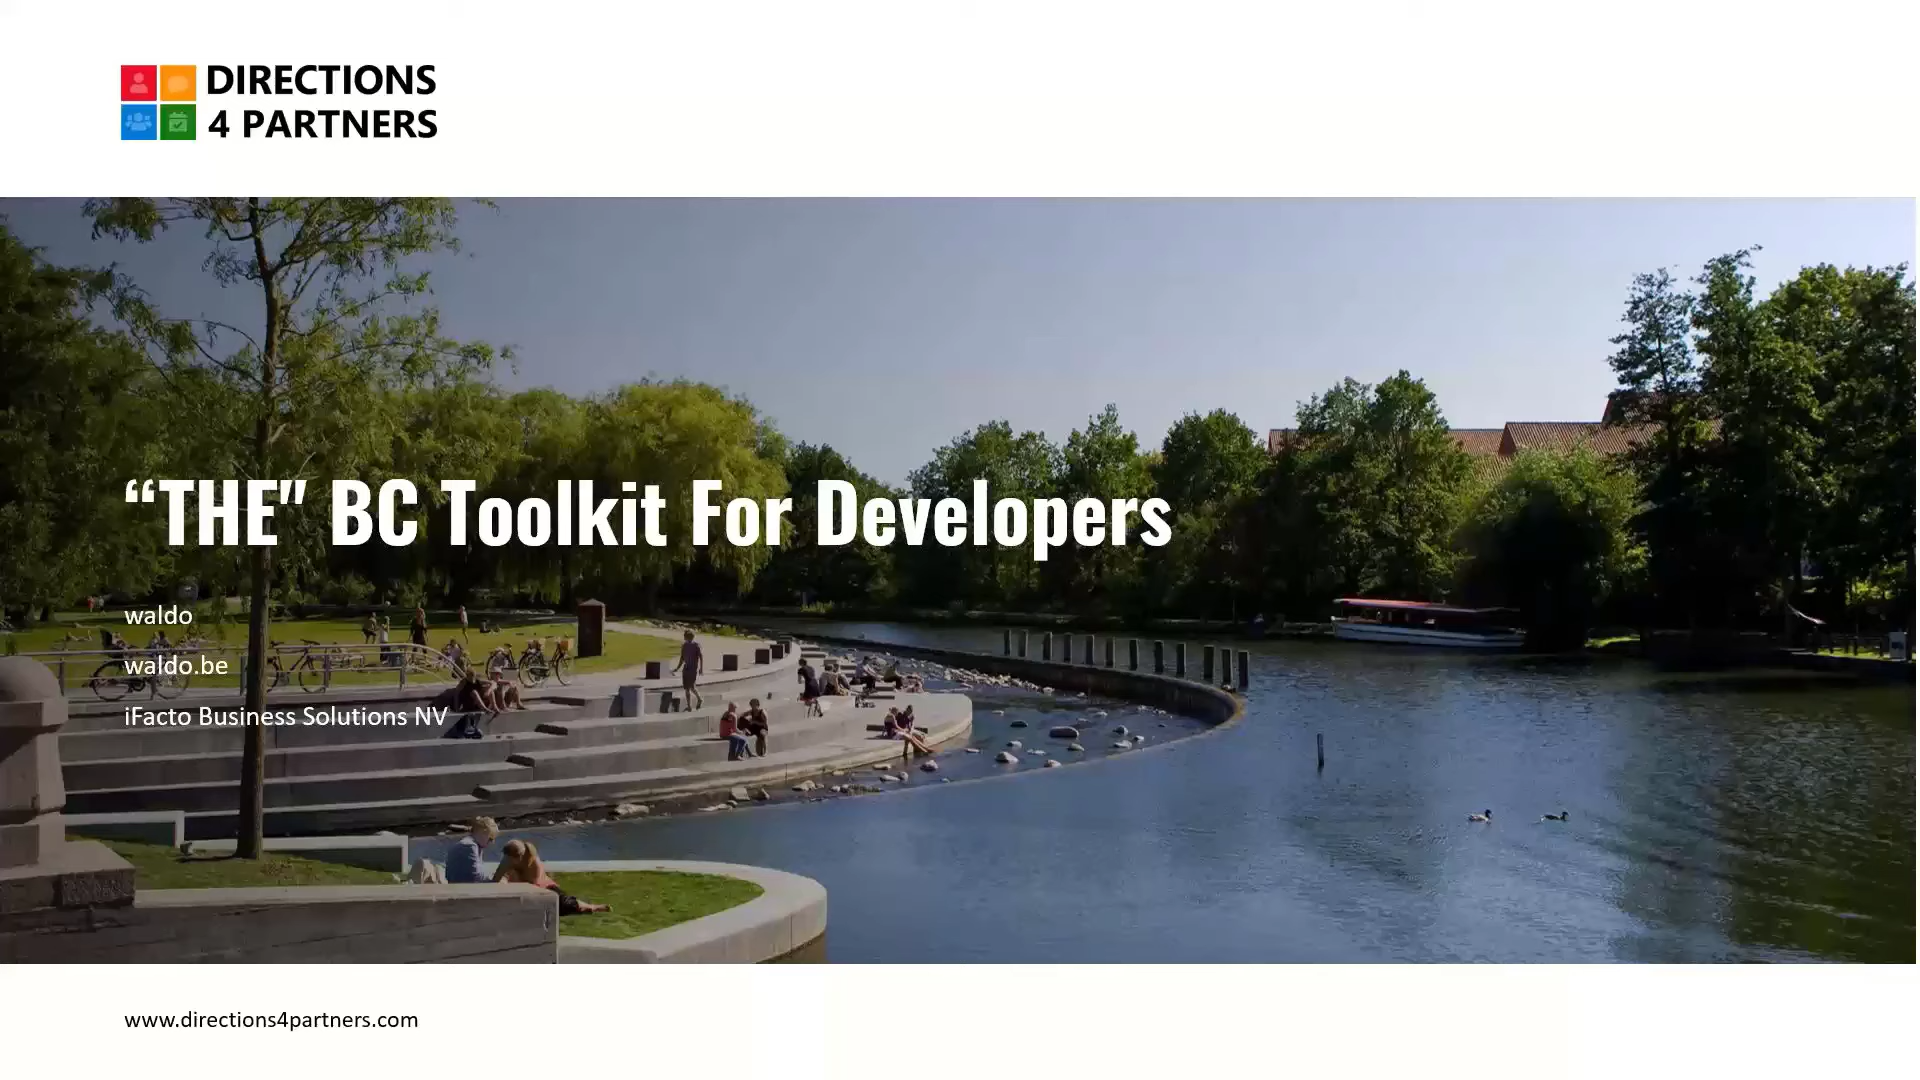 DIRECTIONS
4 PARTNERS
“THE" BC Toolkit For Developers
waldo
waldo.be
iFacto Business Solutions NV
www.directions4partners.com